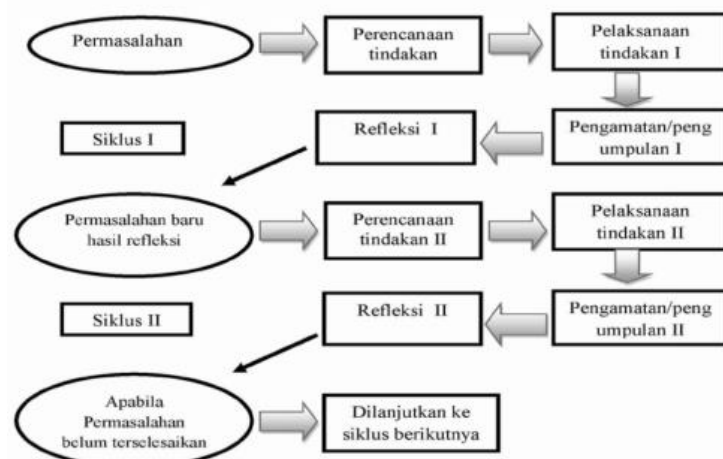 Permasalahan
Perencanaan
tindakan
Pelaksanaan
tindakan I
Siklus I
Refleksi I
Pengamatan/peng
umpulan I
Permasalahan baru
hasil refleksi
Perencanaan
tindakan II
Pelaksanaan
tindakan II
Siklus II
Refleksi II
Pengamatan/peng
umpulan II
Apabila
Permasalahan
belum terselesaikan
Dilanjutkan ke
siklus berikutnya